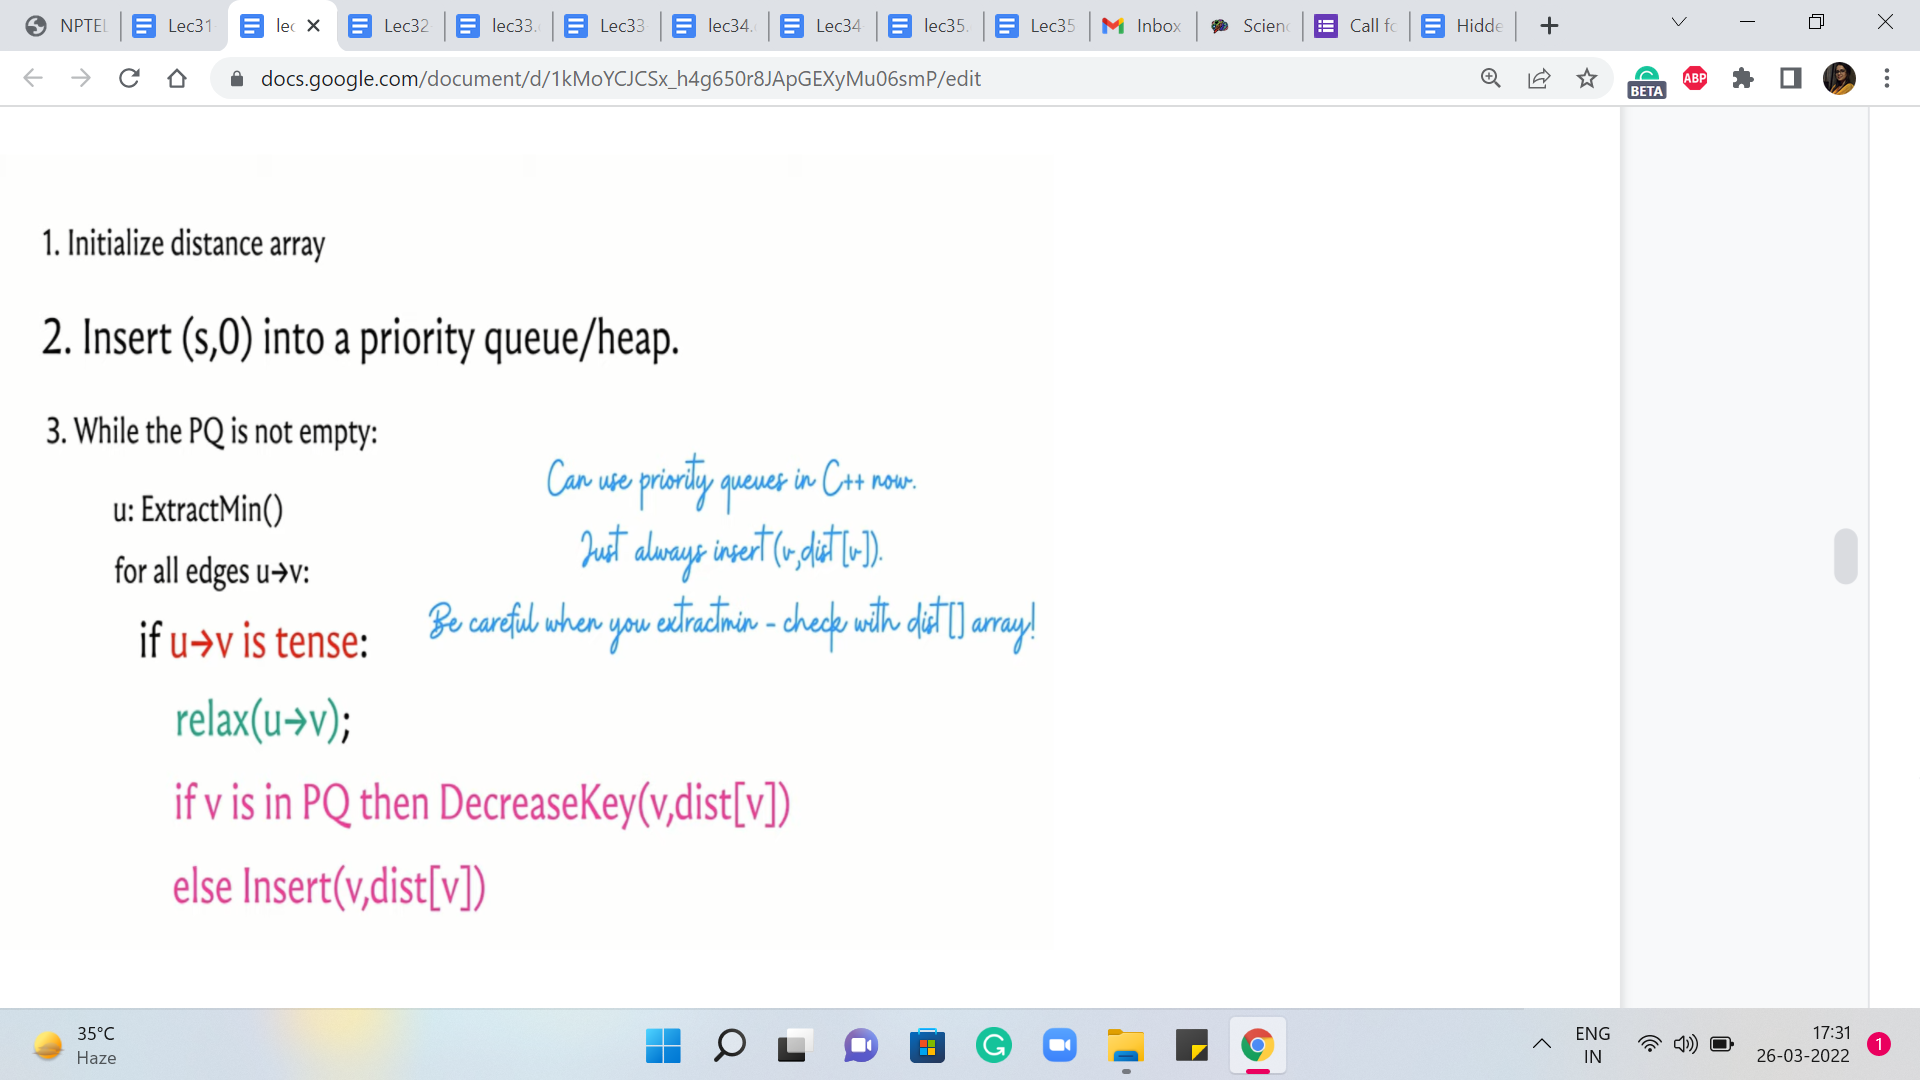 NPTEL
Lec31
lec
Lec32
lec33.
Lec33
lec34.
Lec34
lec35.
Lec35
Inbox
Scien
Call fo
Hidde
docs.google.com/document/d/1kMoYCJCSx_h4g650r8JApGEXyMu06smP/edit
BETA
ABP
1. Initialize distance array
2. Insert (s,0) into a priority queue/heap.
3. While the PQ is not empty:
Can use priority queues in C++ now.
u: ExtractMin()
Just always insert (v,dist[v]).
for all edges u→v:
Be careful when you extractmin - check with dist[] array!
if u→v is tense:
relax(u→v);
if v is in PQ then DecreaseKey(v,dist[v])
else Insert(v,dist[v])
35°C
Haze
ENG
IN
17:31
26-03-2022
1